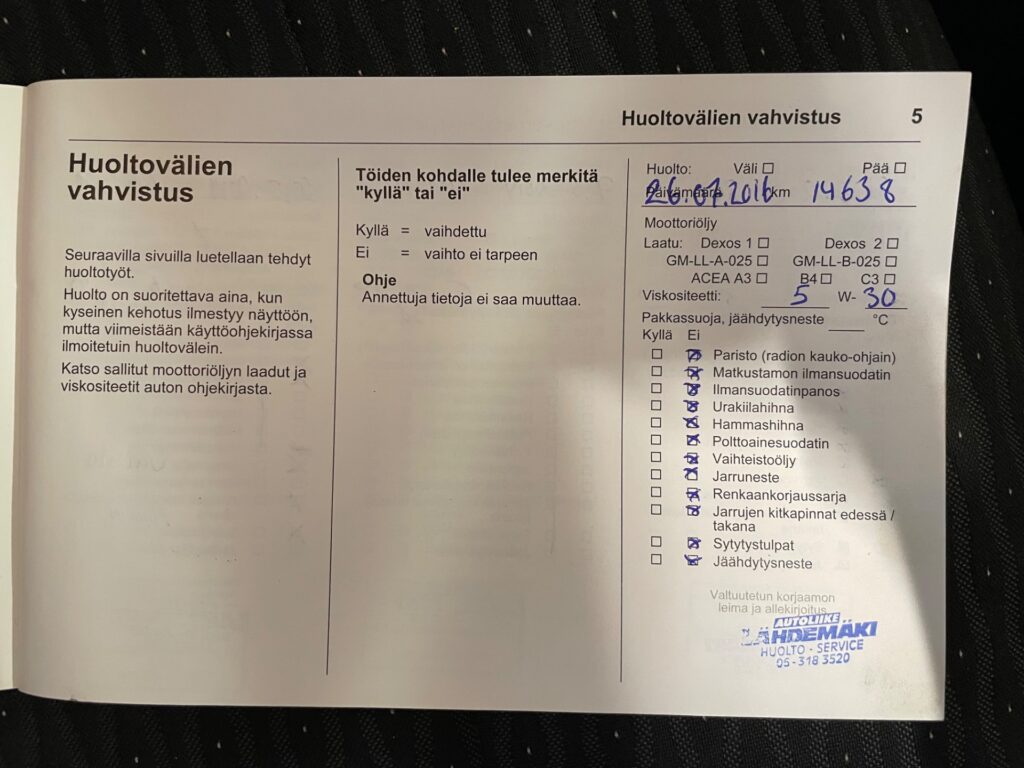 Huoltovälien vahvistus 5
Huoltovälien
vahvistus
Seuraavilla sivuilla luetellaan tehdyt
huoltotyöt.
Huolto on suoritettava aina, kun
kyseinen kehotus ilmestyy näyttöön,
mutta viimeistään käyttöohjekirjassa
ilmoitetuin huoltovälein.
Katso sallitut moottoriöljyn laadut ja
viskositeetit auton ohjekirjasta.
Töiden kohdalle tulee merkitä
"kyllä" tai "ei"
Kyllä = vaihdettu
Ei = vaihto ei tarpeen
Ohje
Annettuja tietoja ei saa muuttaa.
Huolto: Väli ☐ Pää ☐
Päivämäärä 26.07.2016 km 14638
Moottoriöljy
Laatu: Dexos 1 ☐ Dexos 2 ☐
GM-LL-A-025 ☐ GM-LL-B-025 ☐
ACEA A3 ☐ B4 ☐ C3 ☐
Viskositeetti: 5 W- 30
Pakkassuoja, jäähdytysneste ___ °C
Kyllä Ei
☐ ☒ Paristo (radion kauko-ohjain)
☐ ☒ Matkustamon ilmansuodatin
☐ ☒ Ilmansuodatinpanos
☐ ☒ Urakiilahihna
☐ ☒ Hammashihna
☐ ☒ Polttoainesuodatin
☐ ☒ Vaihteistoöljy
☐ ☒ Jarruneste
☐ ☒ Renkaankorjaussarja
☐ ☒ Jarrujen kitkapinnat edessä /
takana
☐ ☒ Sytytystulpat
☐ ☒ Jäähdytysneste
Valtuutetun korjaamon
leima ja allekirjoitus
AUTOLIIKE
LÄHDEMÄKI
HUOLTO - SERVICE
05 - 318 3520